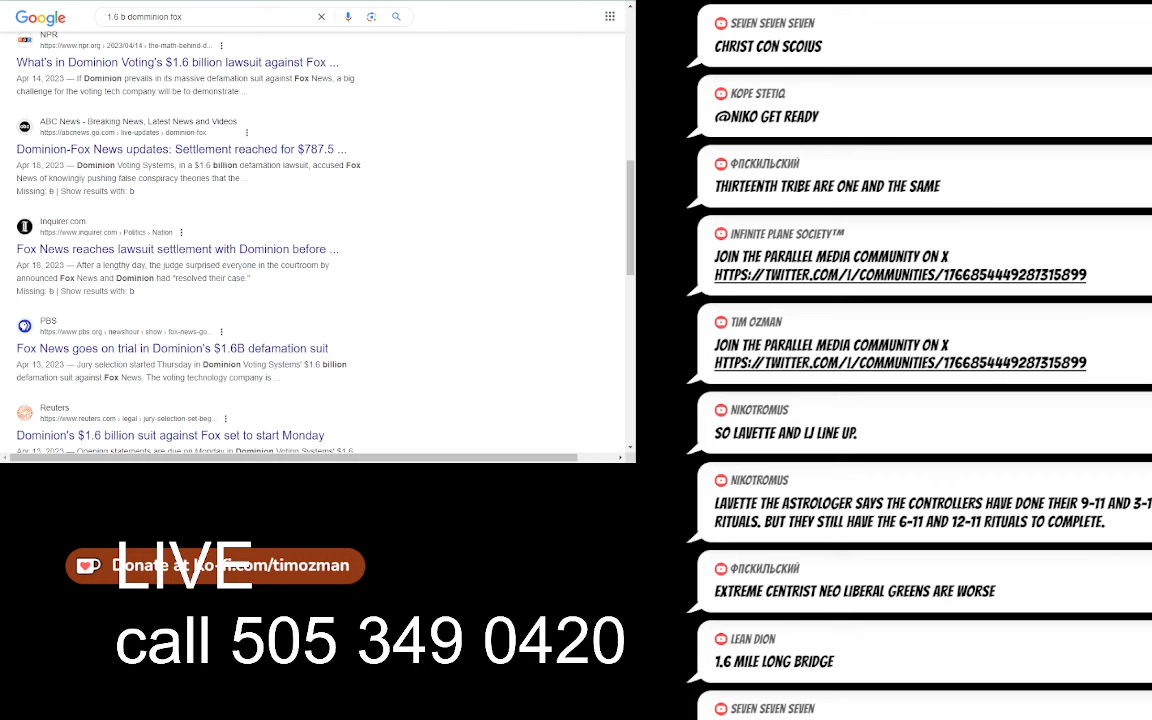 Google
1.6 b domminion fox
NPR
https://www.npr.org › 2023/04/14 › the-math-behind-d...
What's in Dominion Voting's $1.6 billion lawsuit against Fox ...
Apr 14, 2023 — If Dominion prevails in its massive defamation suit against Fox News, a big
challenge for the voting tech company will be to demonstrate ...
ABC News - Breaking News, Latest News and Videos
https://abcnews.go.com › live-updates › dominion-fox
Dominion-Fox News updates: Settlement reached for $787.5 ...
Apr 18, 2023 — Dominion Voting Systems, in a $1.6 billion defamation lawsuit, accused Fox
News of knowingly pushing false conspiracy theories that the ...
Missing: b | Show results with: b
Inquirer.com
https://www.inquirer.com › Politics › Nation
Fox News reaches lawsuit settlement with Dominion before ...
Apr 18, 2023 — After a lengthy day, the judge surprised everyone in the courtroom by
announced Fox News and Dominion had "resolved their case."
Missing: b | Show results with: b
PBS
https://www.pbs.org › newshour › show › fox-news-go...
Fox News goes on trial in Dominion's $1.6B defamation suit
Apr 13, 2023 — Jury selection started Thursday in Dominion Voting Systems' $1.6 billion
defamation suit against Fox News. The voting technology company is ...
Reuters
https://www.reuters.com › legal › jury-selection-set-beg...
Dominion's $1.6 billion suit against Fox set to start Monday
Apr 13, 2023 — Opening statements are due on Monday in Dominion Voting Systems' $1.6
Donate at ko-fi.com/timozman
LIVE
call 505 349 0420
SEVEN SEVEN SEVEN
CHRIST CON SCOIUS
KOPE STETIQ
@NIKO GET READY
ФПСКИЛЬСКИЙ
THIRTEENTH TRIBE ARE ONE AND THE SAME
INFINITE PLANE SOCIETY™
JOIN THE PARALLEL MEDIA COMMUNITY ON X
HTTPS://TWITTER.COM/I/COMMUNITIES/1766854449287315899
TIM OZMAN
JOIN THE PARALLEL MEDIA COMMUNITY ON X
HTTPS://TWITTER.COM/I/COMMUNITIES/1766854449287315899
NIKOTROMUS
SO LAVETTE AND LJ LINE UP.
NIKOTROMUS
LAVETTE THE ASTROLOGER SAYS THE CONTROLLERS HAVE DONE THEIR 9-11 AND 3-1
RITUALS. BUT THEY STILL HAVE THE 6-11 AND 12-11 RITUALS TO COMPLETE.
ФПСКИЛЬСКИЙ
EXTREME CENTRIST NEO LIBERAL GREENS ARE WORSE
LEAN DION
1.6 MILE LONG BRIDGE
SEVEN SEVEN SEVEN